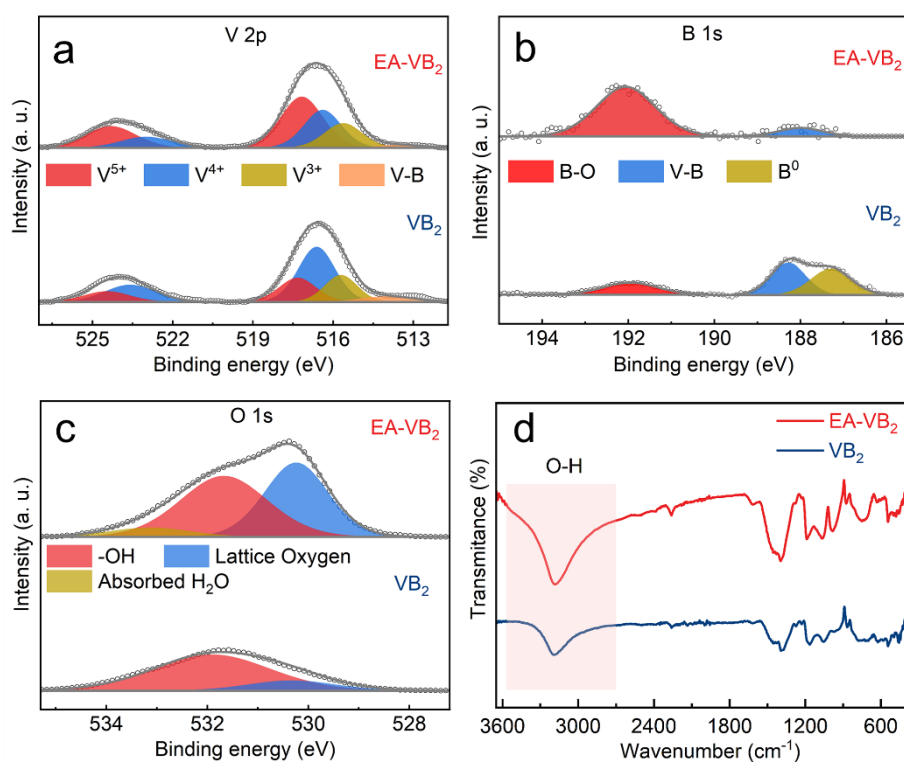 a
V 2p
EA-VB₂
V⁵⁺ V⁴⁺ V³⁺ V-B
VB₂
Intensity (a. u.)
525 522 519 516 513
Binding energy (eV)
b
B 1s
EA-VB₂
B-O V-B B⁰
VB₂
Intensity (a. u.)
194 192 190 188 186
Binding energy (eV)
c
O 1s
EA-VB₂
-OH Lattice Oxygen
Absorbed H₂O
VB₂
Intensity (a. u.)
534 532 530 528
Binding energy (eV)
d
EA-VB₂
VB₂
O-H
Transmitance (%)
3600 3000 2400 1800 1200 600
Wavenumber (cm⁻¹)